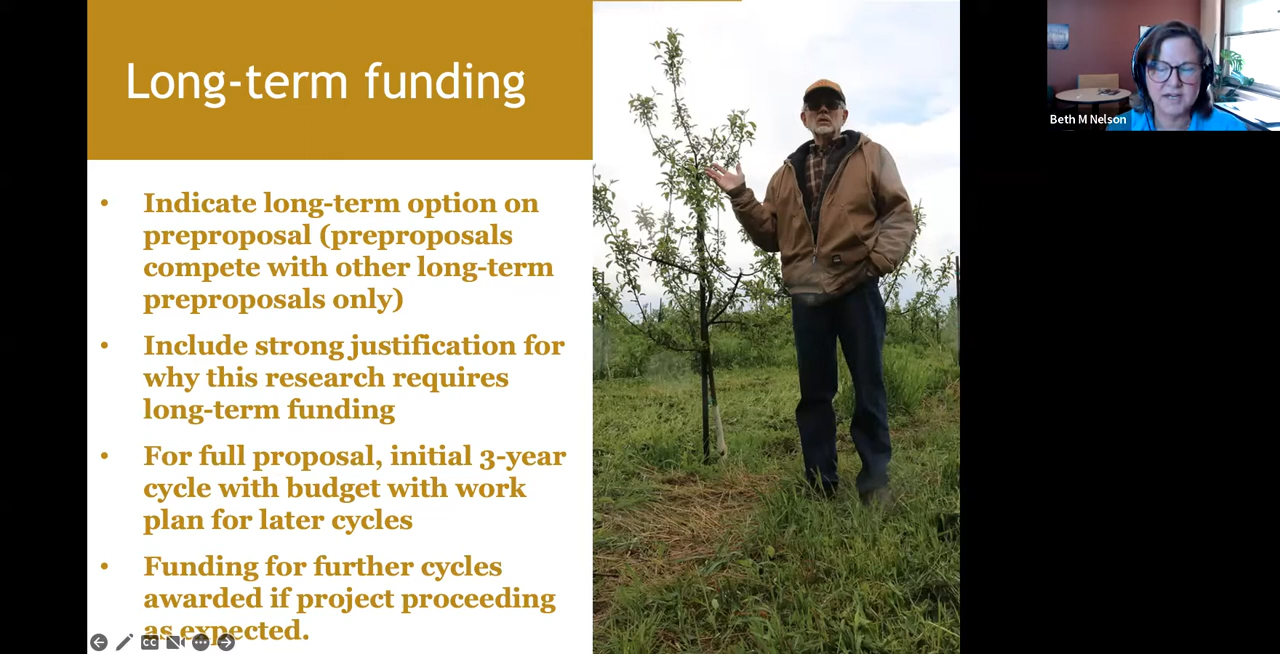 Long-term funding
• Indicate long-term option on
preproposal (preproposals
compete with other long-term
preproposals only)
• Include strong justification for
why this research requires
long-term funding
• For full proposal, initial 3-year
cycle with budget with work
plan for later cycles
• Funding for further cycles
awarded if project proceeding
as expected.
CC
Beth M Nelson